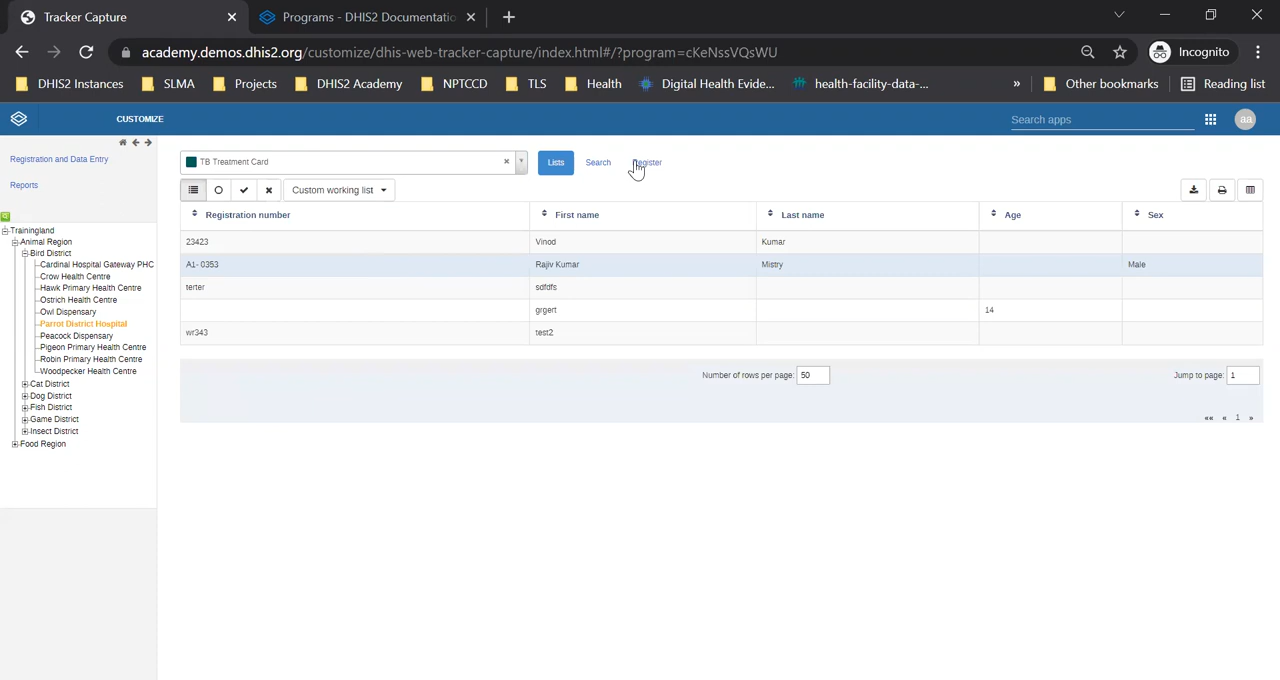 Tracker Capture
Programs - DHIS2 Documentatio
academy.demos.dhis2.org/customize/dhis-web-tracker-capture/index.html#/?program=cKeNssVQsWU
Incognito
DHIS2 Instances
SLMA
Projects
DHIS2 Academy
NPTCCD
TLS
Health
Digital Health Evide...
health-facility-data-...
»
Other bookmarks
Reading list
CUSTOMIZE
Search apps
aa
Registration and Data Entry
Reports
TB Treatment Card
Lists
Search
Register
Custom working list
Registration number First name Last name Age Sex
23423 Vinod Kumar
A1- 0353 Rajiv Kumar Mistry Male
terter sdfdfs
grgert 14
wr343 test2
Number of rows per page: 50
Jump to page: 1
«« « 1 »
Trainingland
Animal Region
Bird District
Cardinal Hospital Gateway PHC
Crow Health Centre
Hawk Primary Health Centre
Ostrich Health Centre
Owl Dispensary
Parrot District Hospital
Peacock Dispensary
Pigeon Primary Health Centre
Robin Primary Health Centre
Woodpecker Health Centre
Cat District
Dog District
Fish District
Game District
Insect District
Food Region